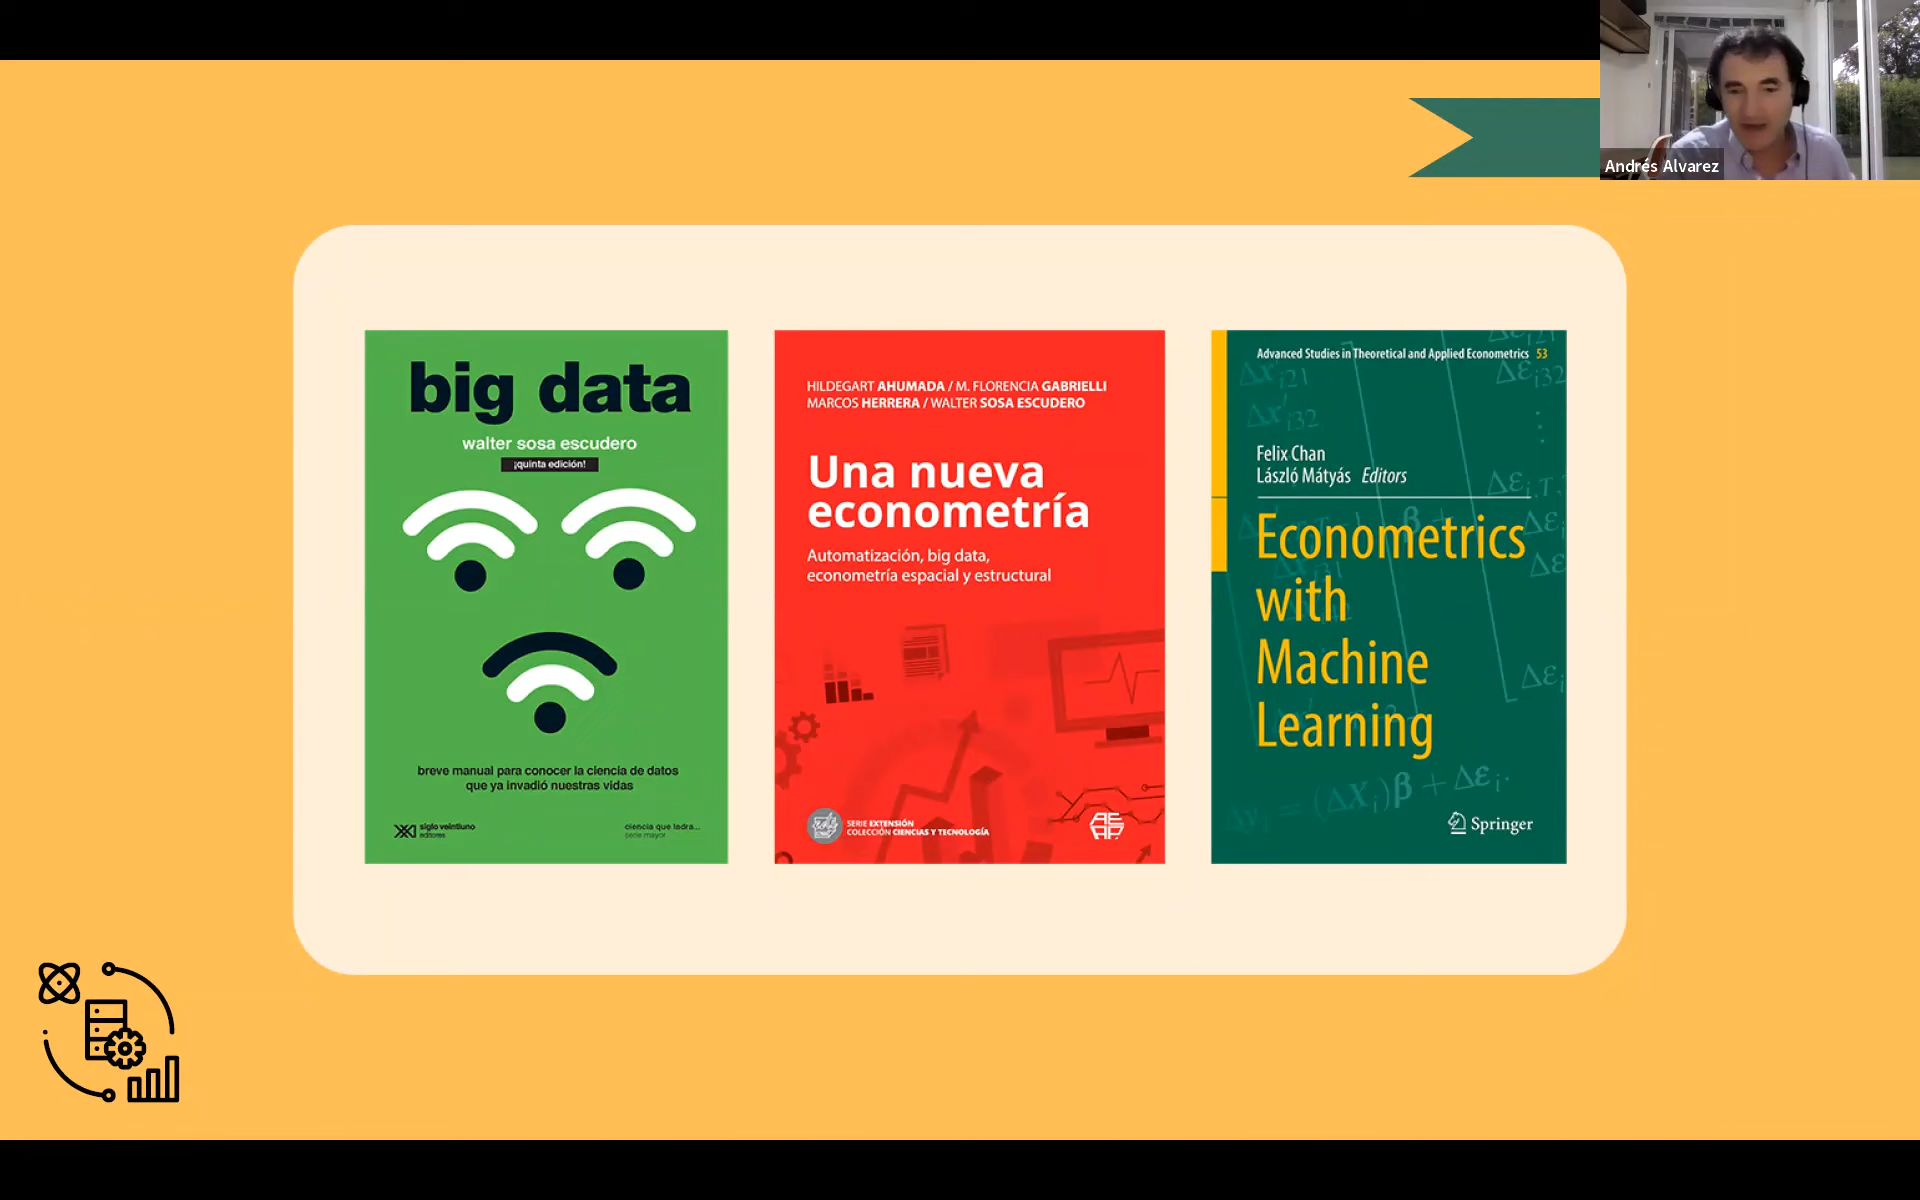 Andrés Alvarez
big data
walter sosa escudero
¡quinta edición!
breve manual para conocer la ciencia de datos
que ya invadió nuestras vidas
siglo veintiuno
editores
ciencia que ladra...
serie mayor
HILDEGART AHUMADA / M. FLORENCIA GABRIELLI
MARCOS HERRERA / WALTER SOSA ESCUDERO
Una nueva
econometría
Automatización, big data,
econometría espacial y estructural
SERIE EXTENSIÓN
COLECCIÓN CIENCIAS Y TECNOLOGÍA
Advanced Studies in Theoretical and Applied Econometrics 53
Felix Chan
László Mátyás Editors
Econometrics
with
Machine
Learning
Springer